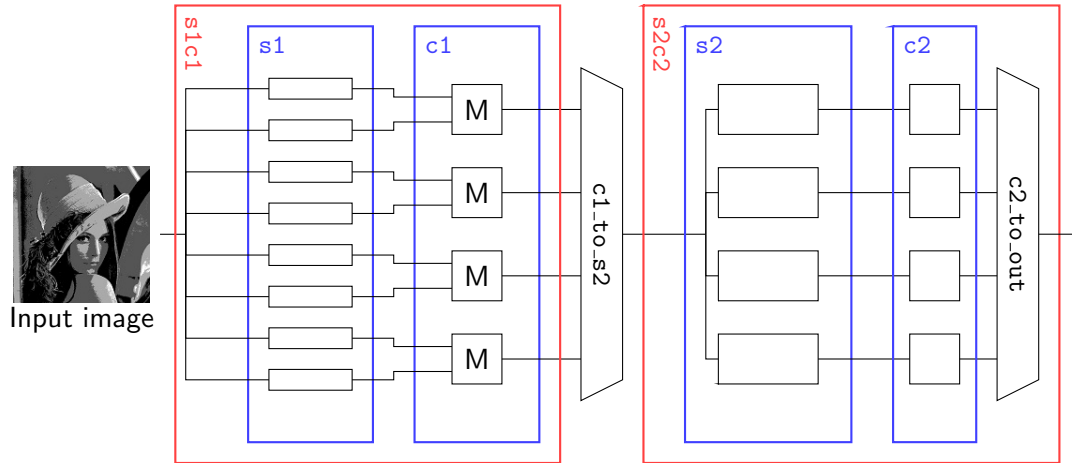 s1c1
s1
c1
M
M
M
M
c1_to_s2
s2c2
s2
c2
c2_to_out
Input image